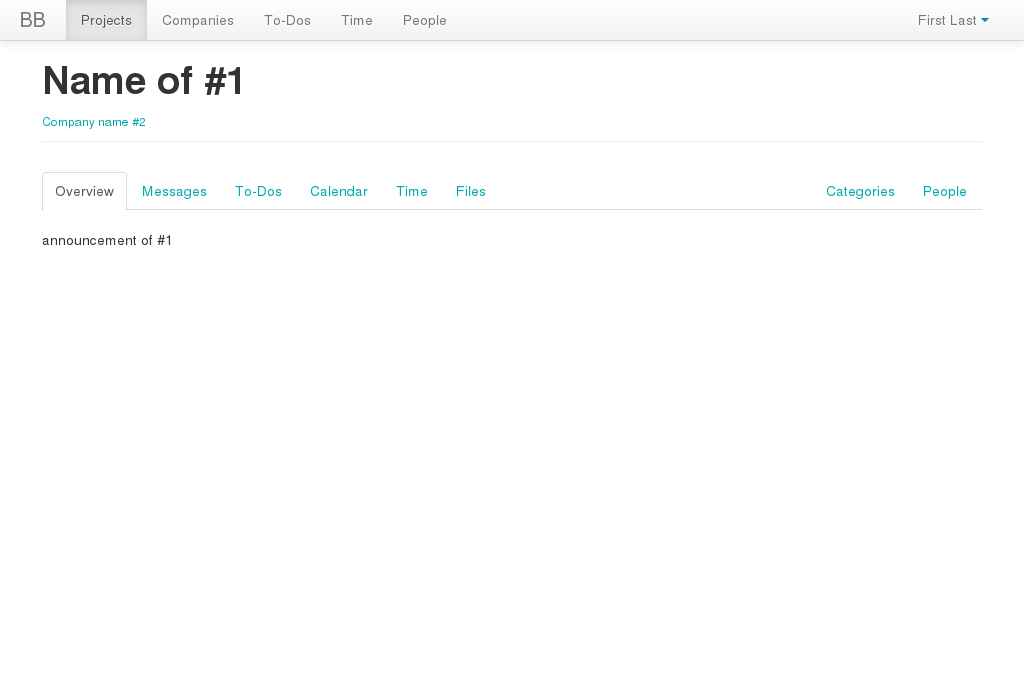 BB Projects Companies To-Dos Time People First Last
Name of #1
Company name #2
Overview Messages To-Dos Calendar Time Files Categories People
announcement of #1